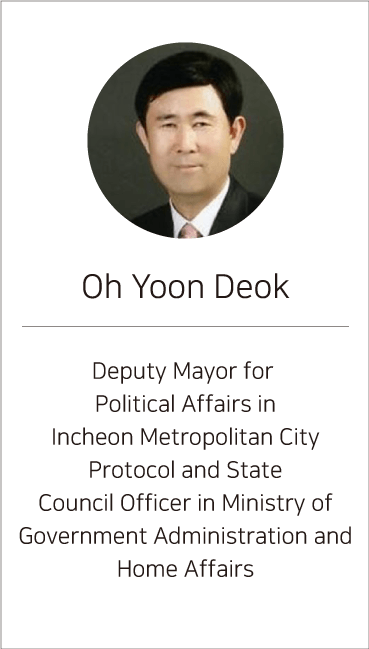 Oh Yoon Deok
Deputy Mayor for
Political Affairs in
Incheon Metropolitan City
Protocol and State
Council Officer in Ministry of
Government Administration and
Home Affairs